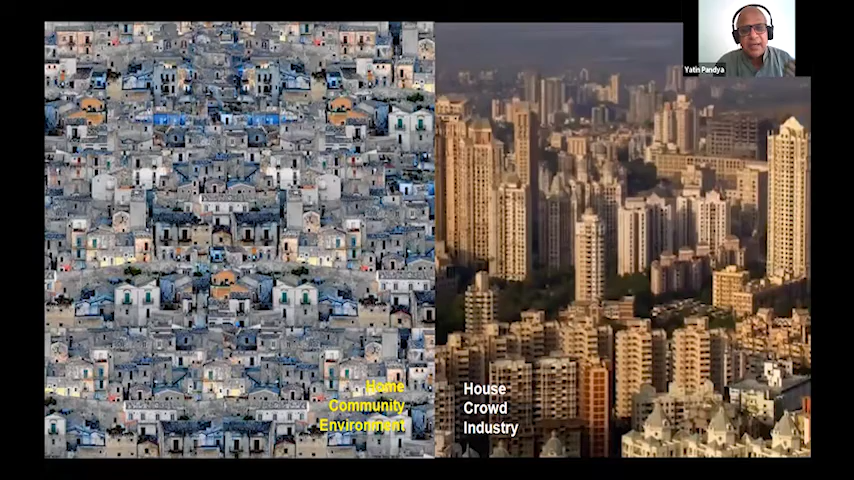 Yatin Pandya
Home
Community
Environment
House
Crowd
Industry